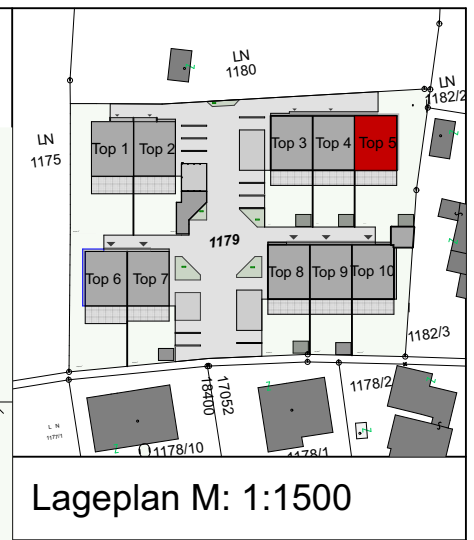 LN
1180
1182/2
LN
1175
Top 1 Top 2
Top 3 Top 4 Top 5
1179
Top 6 Top 7
Top 8 Top 9 Top 10
1182/3
17052
18400
1178/2
L N
1177/1
1178/10
1178/1
Lageplan M: 1:1500